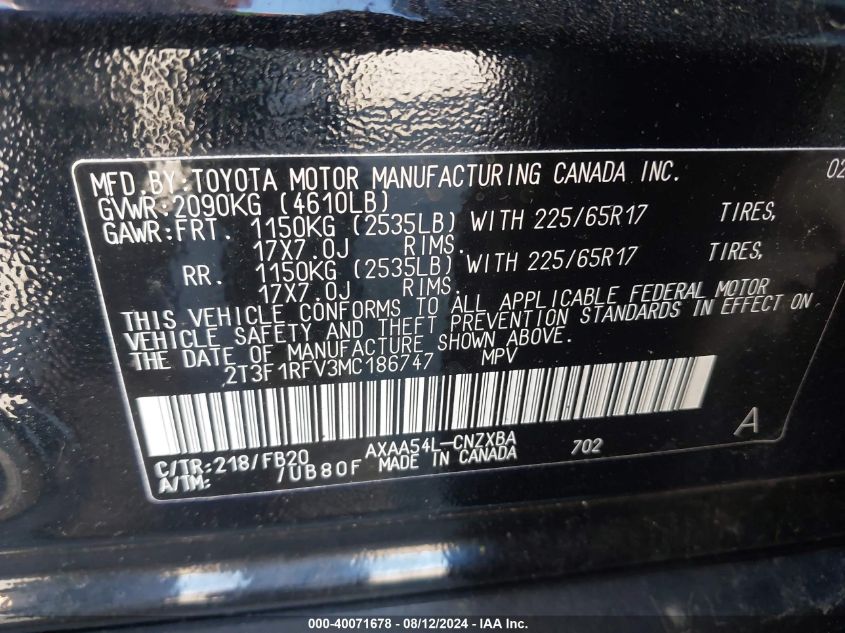 MFD.BY:TOYOTA MOTOR MANUFACTURING CANADA INC. 02
GVWR:2090KG (4610LB)
GAWR:FRT. 1150KG (2535LB) WITH 225/65R17 TIRES,
17X7.0J RIMS.
RR. 1150KG (2535LB) WITH 225/65R17 TIRES,
17X7.0J RIMS.
THIS VEHICLE CONFORMS TO ALL APPLICABLE FEDERAL MOTOR
VEHICLE SAFETY AND THEFT PREVENTION STANDARDS IN EFFECT ON
THE DATE OF MANUFACTURE SHOWN ABOVE.
2T3F1RFV3MC186747 MPV
A
C/TR:218/FB20 AXAA54L-CNZXBA 702
A/TM: /UB80F MADE IN CANADA
000-40071678 - 08/12/2024 - IAA Inc.